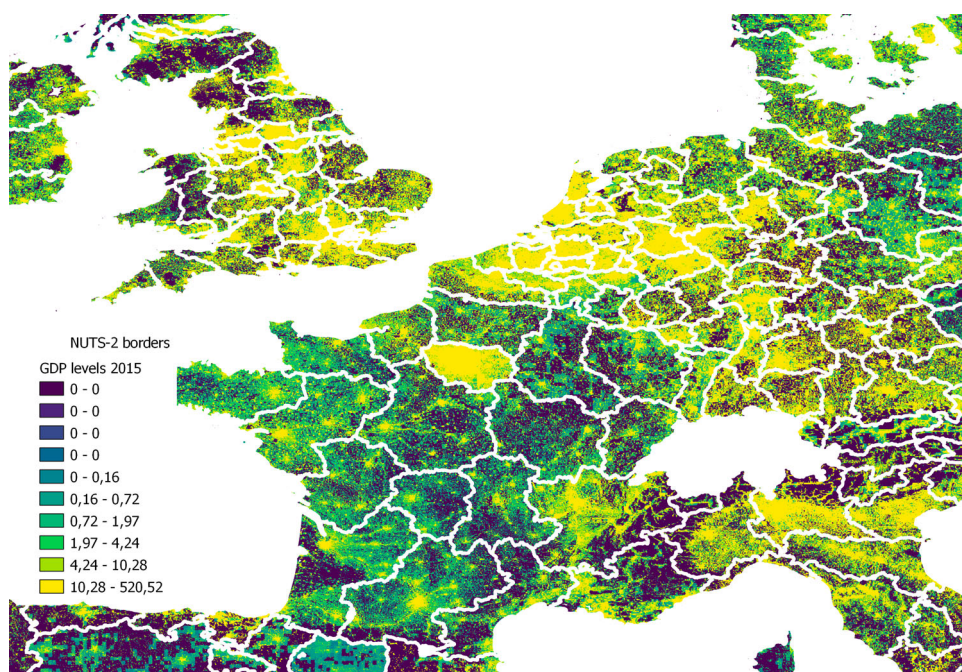 NUTS-2 borders
GDP levels 2015
0 - 0
0 - 0
0 - 0
0 - 0
0 - 0,16
0,16 - 0,72
0,72 - 1,97
1,97 - 4,24
4,24 - 10,28
10,28 - 520,52